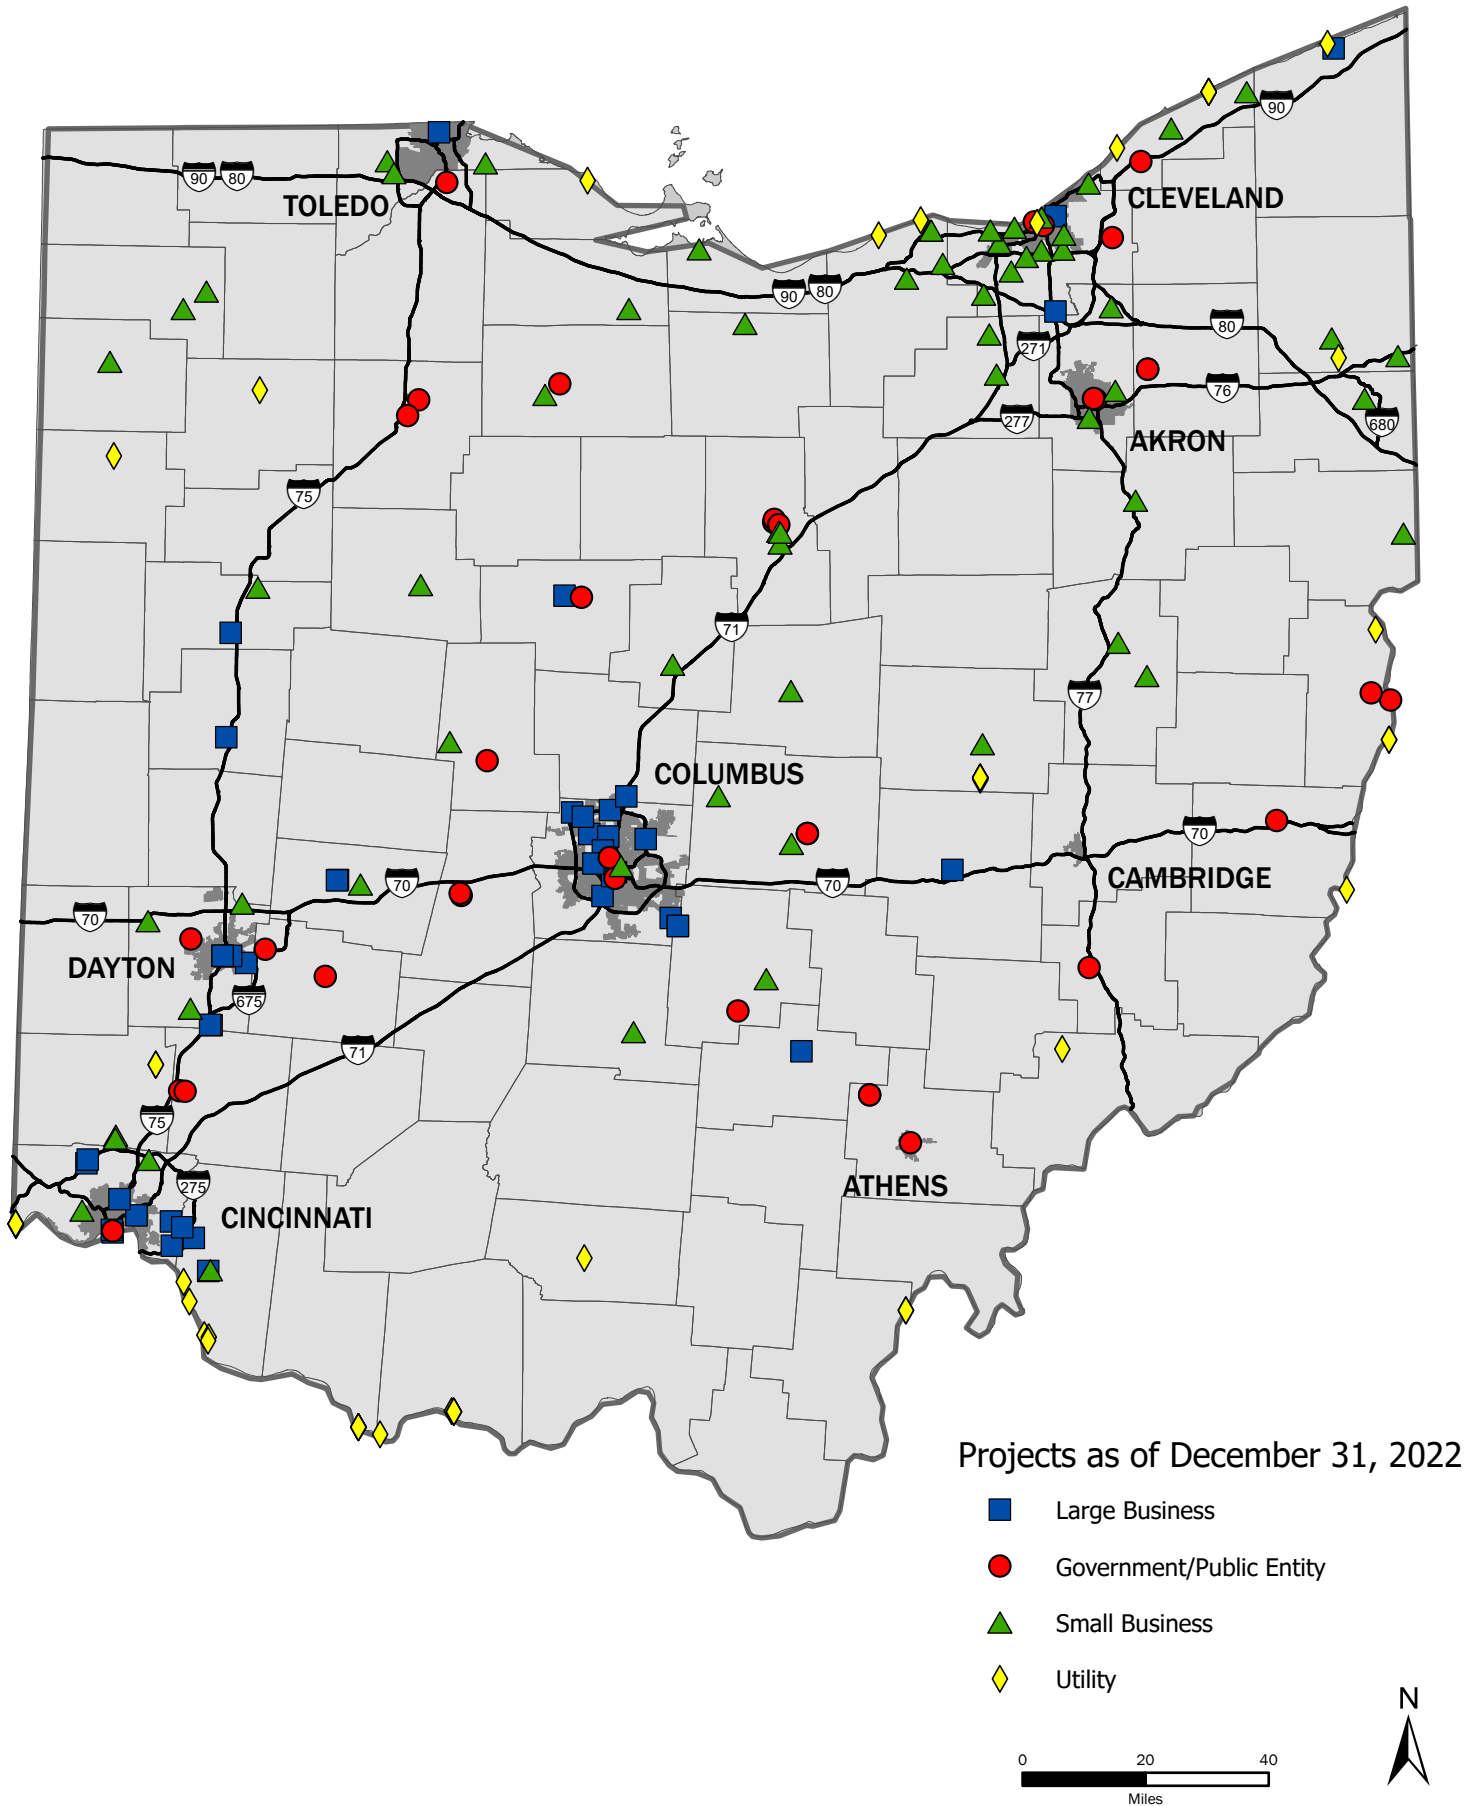 90
TOLEDO
90
80
CLEVELAND
90
80
80
271
76
277
680
AKRON
75
71
77
COLUMBUS
70
70
70
CAMBRIDGE
70
DAYTON
675
71
75
275
ATHENS
CINCINNATI
Projects as of December 31, 2022
Large Business
Government/Public Entity
Small Business
Utility
N
0 20 40
Miles